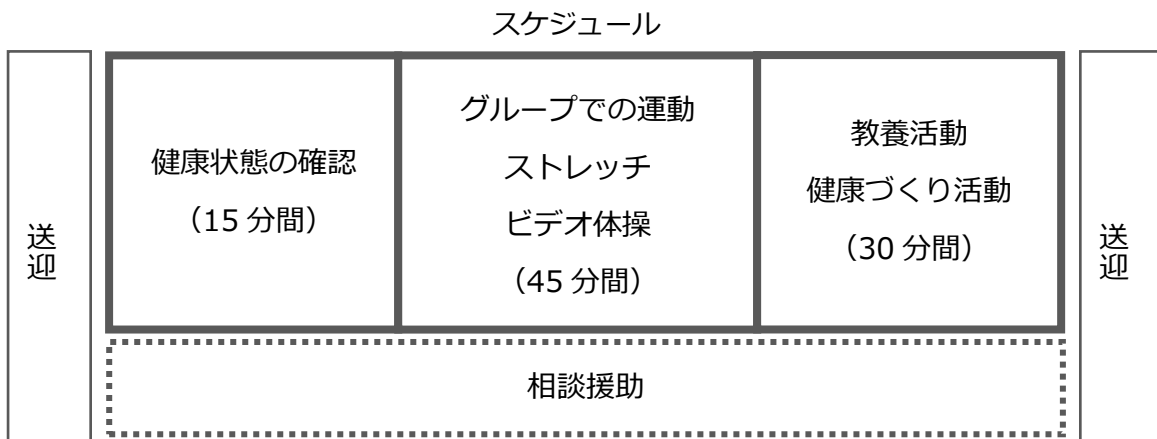 スケジュール
送迎
健康状態の確認
（15 分間）
グループでの運動
ストレッチ
ビデオ体操
（45 分間）
教養活動
健康づくり活動
（30 分間）
送迎
相談援助